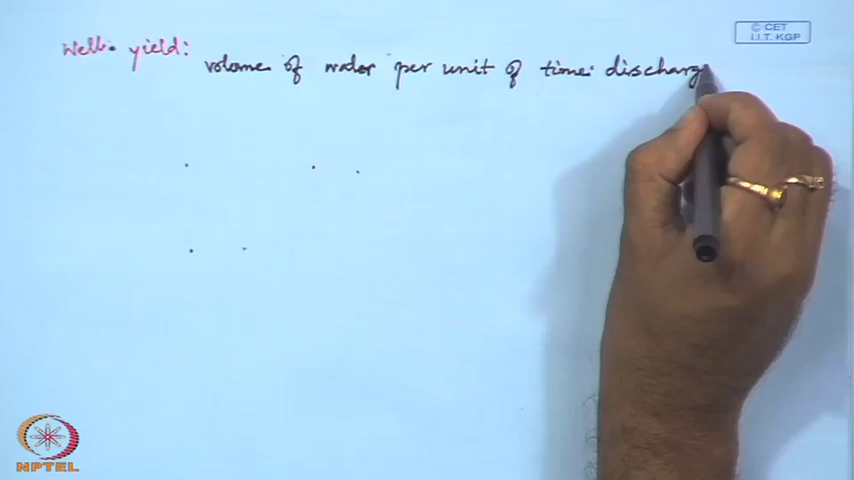 © CET
I.I.T. KGP
Well yield:
volume of water per unit of time discharg
NPTEL